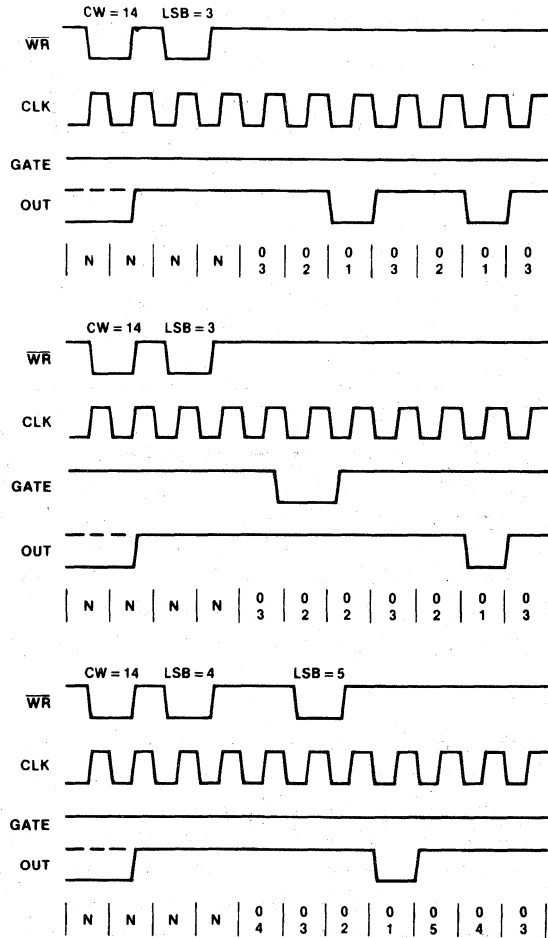 CW = 14 LSB = 3
WR
CLK
GATE
OUT
N N N N 0 0 0 0 0 0 0
3 2 1 3 2 1 3
CW = 14 LSB = 3
WR
CLK
GATE
OUT
N N N N 0 0 0 0 0 0 0
3 2 2 3 2 1 3
CW = 14 LSB = 4 LSB = 5
WR
CLK
GATE
OUT
N N N N 0 0 0 0 0 0 0
4 3 2 1 5 4 3